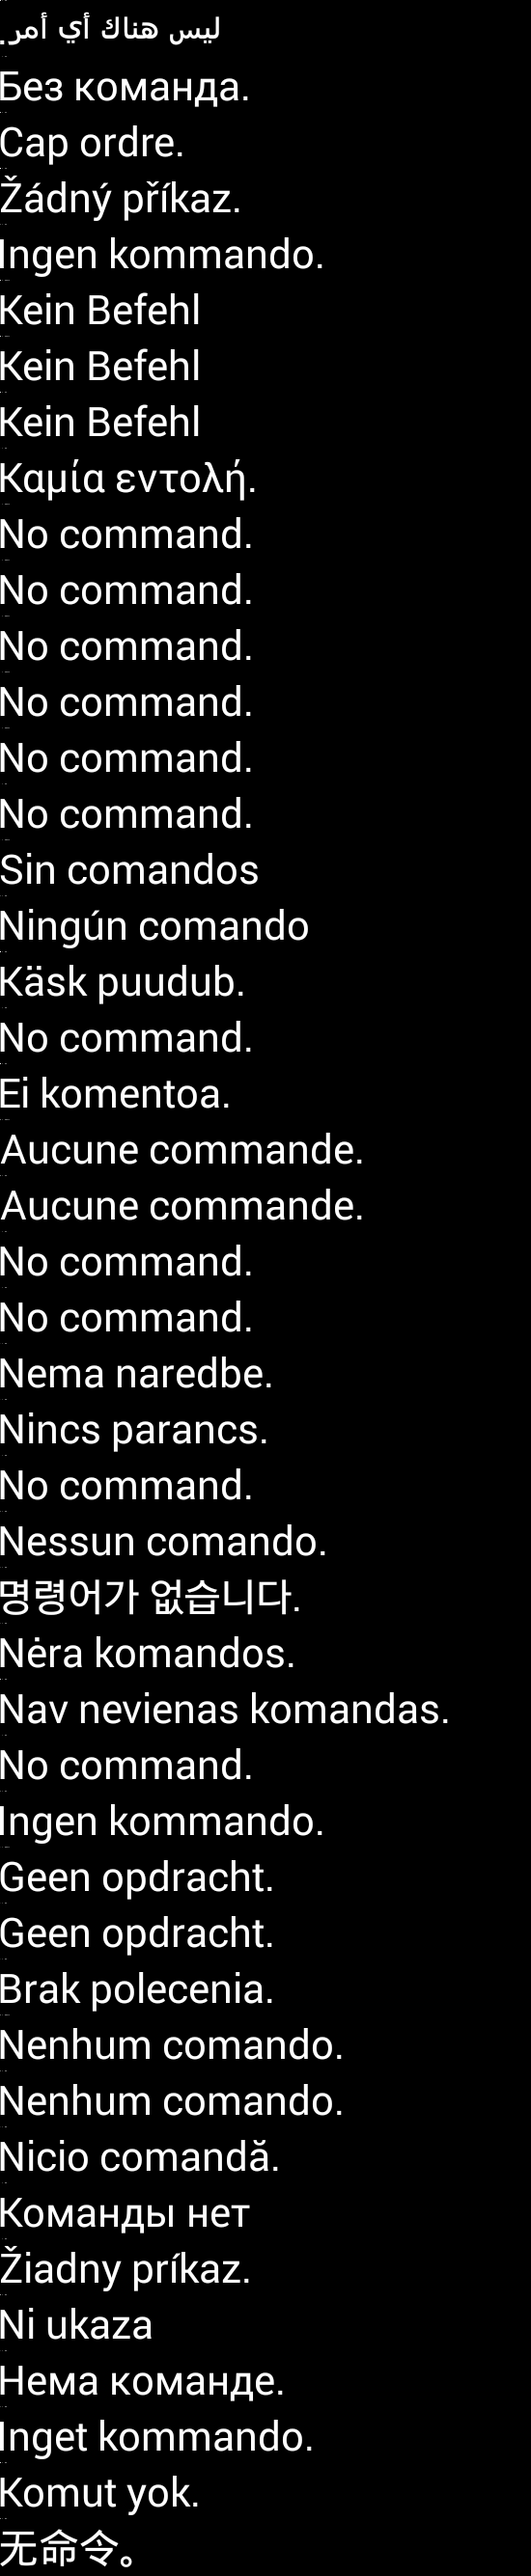 ليس هناك أي أمر.
Без команда.
Cap ordre.
Žádný příkaz.
Ingen kommando.
Kein Befehl
Kein Befehl
Kein Befehl
Καμία εντολή.
No command.
No command.
No command.
No command.
No command.
No command.
Sin comandos
Ningún comando
Käsk puudub.
No command.
Ei komentoa.
Aucune commande.
Aucune commande.
No command.
No command.
Nema naredbe.
Nincs parancs.
No command.
Nessun comando.
명령어가 없습니다.
Nėra komandos.
Nav nevienas komandas.
No command.
Ingen kommando.
Geen opdracht.
Geen opdracht.
Brak polecenia.
Nenhum comando.
Nenhum comando.
Nicio comandă.
Команды нет
Žiadny príkaz.
Ni ukaza
Нема команде.
Inget kommando.
Komut yok.
无命令。